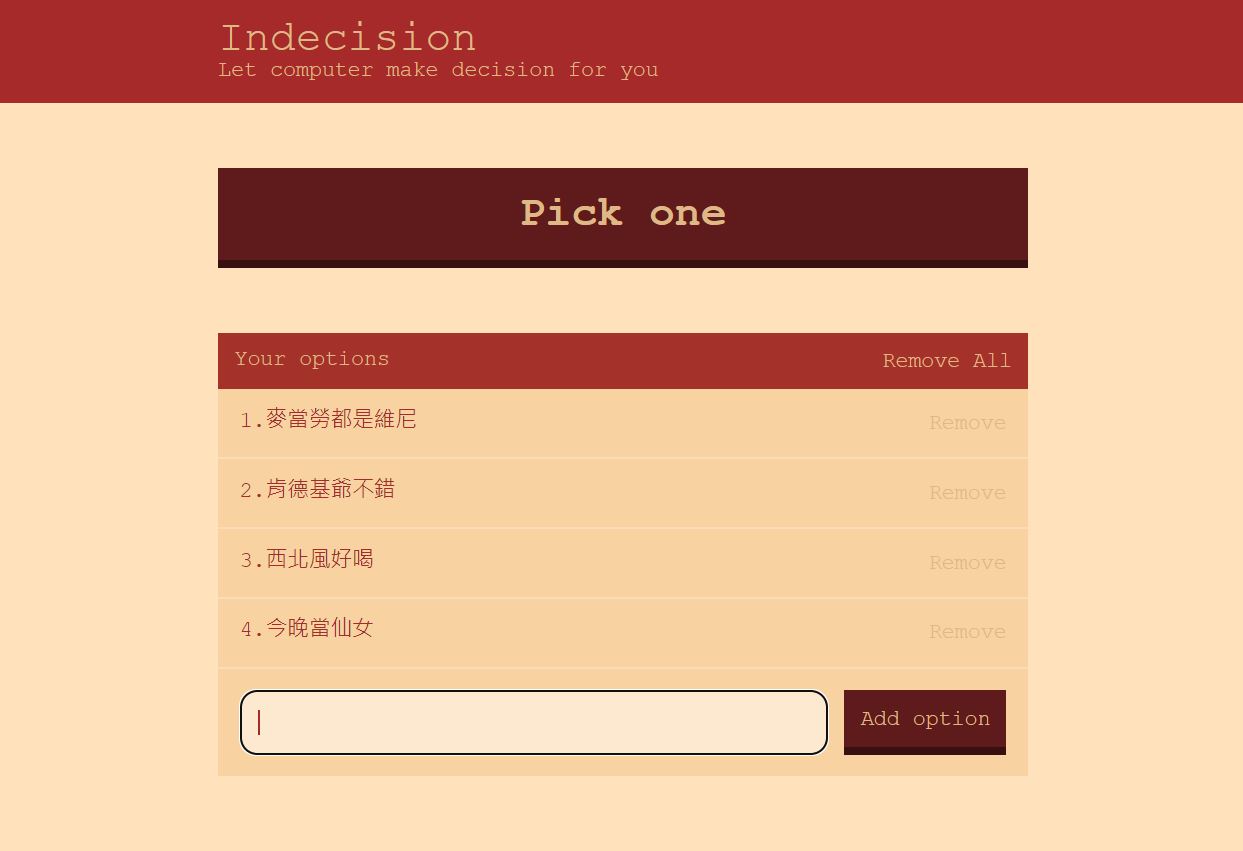 Indecision
Let computer make decision for you
Pick one
Your options Remove All
1.麥當勞都是維尼 Remove
2.肯德基爺不錯 Remove
3.西北風好喝 Remove
4.今晚當仙女 Remove
Add option